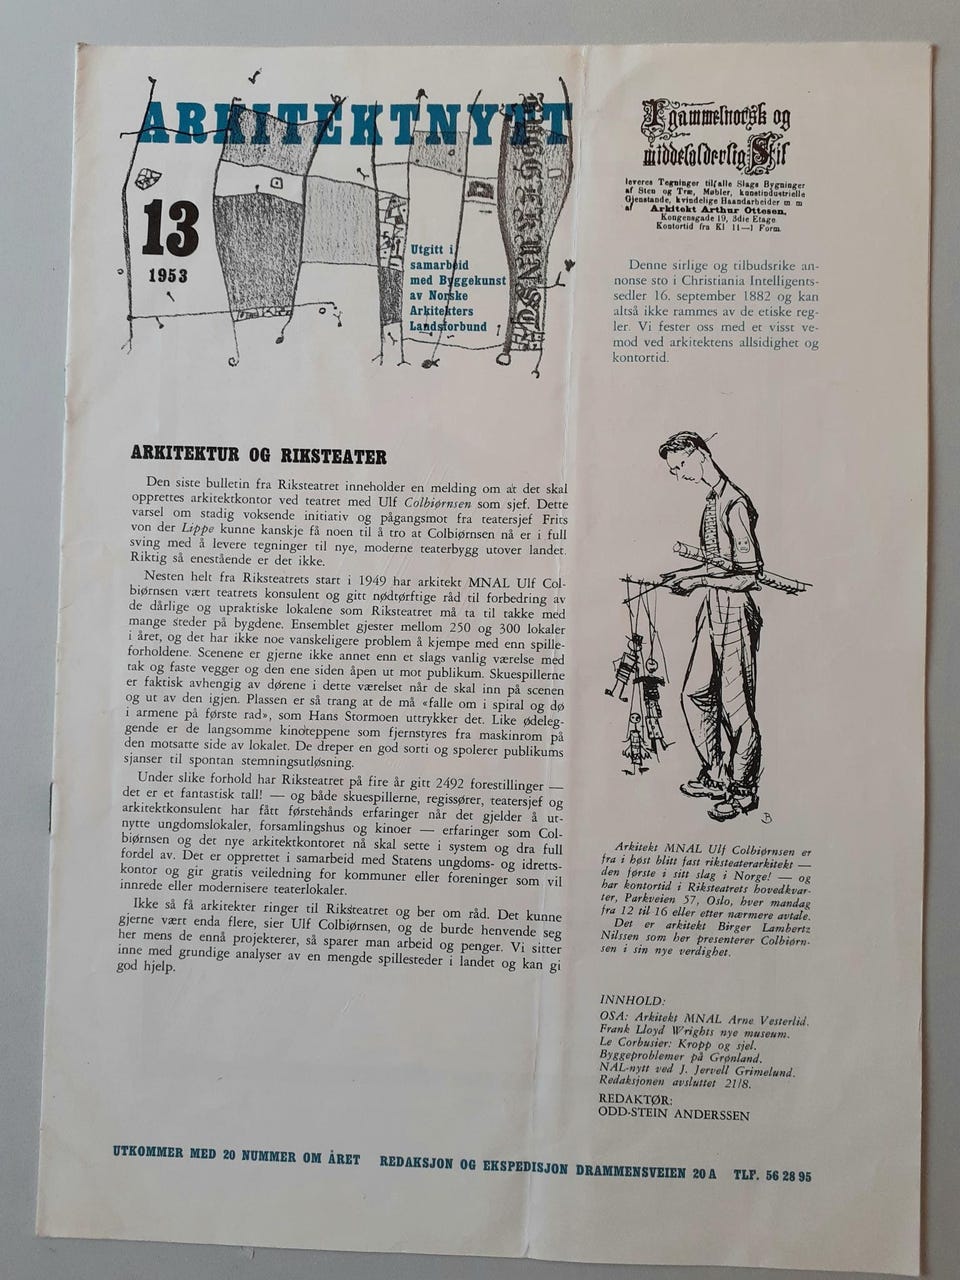 ARKITEKTNYTT
13
1953
Utgitt i
samarbeid
med Byggekunst
av Norske
Arkitekters
Landsforbund
I gammelnorsk og
middelalderlig Stil
leveres Tegninger til alle Slags Bygninger
af Sten og Træ, Møbler, kunstindustrielle
Gjenstande, kvindelige Haandarbeider m m
af Arkitekt Arthur Ottesen,
Kongensgade 19, 3die Etage
Kontortid fra Kl 11—1 Form.
Denne sirlige og tilbudsrike an-
nonse sto i Christiania Intelligents-
sedler 16. september 1882 og kan
altså ikke rammes av de etiske reg-
ler. Vi fester oss med et visst ve-
mod ved arkitektens allsidighet og
kontortid.
ARKITEKTUR OG RIKSTEATER
Den siste bulletin fra Riksteatret inneholder en melding om at det skal
opprettes arkitektkontor ved teatret med Ulf Colbiørnsen som sjef. Dette
varsel om stadig voksende initiativ og pågangsmot fra teatersjef Frits
von der Lippe kunne kanskje få noen til å tro at Colbiørnsen nå er i full
sving med å levere tegninger til nye, moderne teaterbygg utover landet.
Riktig så enestående er det ikke.
Nesten helt fra Riksteatrets start i 1949 har arkitekt MNAL Ulf Col-
biørnsen vært teatrets konsulent og gitt nødtørftige råd til forbedring av
de dårlige og upraktiske lokalene som Riksteatret må ta til takke med
mange steder på bygdene. Ensemblet gjester mellom 250 og 300 lokaler
i året, og det har ikke noe vanskeligere problem å kjempe med enn spille-
forholdene. Scenene er gjerne ikke annet enn et slags vanlig værelse med
tak og faste vegger og den ene siden åpen ut mot publikum. Skuespillerne
er faktisk avhengig av dørene i dette værelset når de skal inn på scenen
og ut av den igjen. Plassen er så trang at de må «falle om i spiral og dø
i armene på første rad», som Hans Stormoen uttrykker det. Like ødeleg-
gende er de langsomme kinoteppene som fjernstyres fra maskinrom på
den motsatte side av lokalet. De dreper en god sorti og spolerer publikums
sjanser til spontan stemningsutløsning.
Under slike forhold har Riksteatret på fire år gitt 2492 forestillinger —
det er et fantastisk tall! — og både skuespillerne, regissører, teatersjef og
arkitektkonsulent har fått førstehånds erfaringer når det gjelder å ut-
nytte ungdomslokaler, forsamlingshus og kinoer — erfaringer som Col-
biørnsen og det nye arkitektkontoret nå skal sette i system og dra full
fordel av. Det er opprettet i samarbeid med Statens ungdoms- og idretts-
kontor og gir gratis veiledning for kommuner eller foreninger som vil
innrede eller modernisere teaterlokaler.
Ikke så få arkitekter ringer til Riksteatret og ber om råd. Det kunne
gjerne vært enda flere, sier Ulf Colbiørnsen, og de burde henvende seg
her mens de ennå projekterer, så sparer man arbeid og penger. Vi sitter
inne med grundige analyser av en mengde spillesteder i landet og kan gi
god hjelp.
B
Arkitekt MNAL Ulf Colbiørnsen er
fra i høst blitt fast riksteaterarkitekt —
den første i sitt slag i Norge! — og
har kontortid i Riksteatrets hovedkvar-
ter, Parkveien 57, Oslo, hver mandag
fra 12 til 16 eller etter nærmere avtale.
Det er arkitekt Birger Lambertz
Nilssen som her presenterer Colbiørn-
sen i sin nye verdighet.
INNHOLD:
OSA: Arkitekt MNAL Arne Vesterlid.
Frank Lloyd Wrights nye museum.
Le Corbusier: Kropp og sjel.
Byggeproblemer på Grønland.
NAL-nytt ved J. Jervell Grimelund.
Redaksjonen avsluttet 21/8.
REDAKTØR:
ODD-STEIN ANDERSSEN
UTKOMMER MED 20 NUMMER OM ÅRET REDAKSJON OG EKSPEDISJON DRAMMENSVEIEN 20 A TLF. 56 28 95